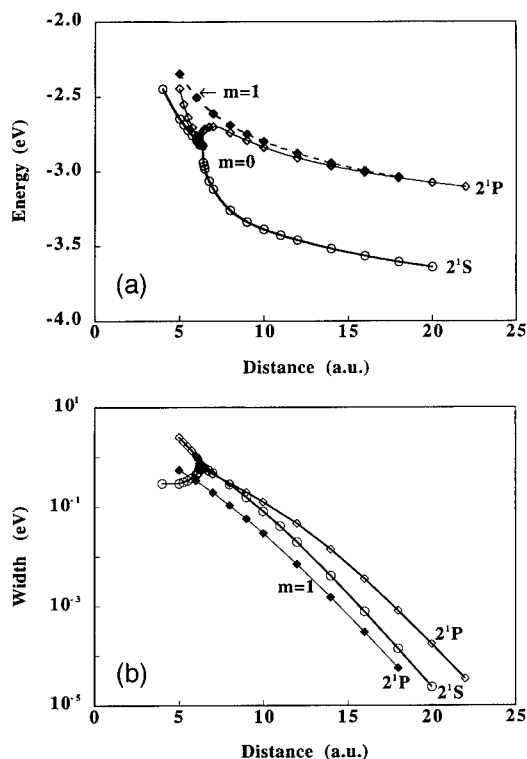 -2.0
-2.5
-3.0
-3.5
-4.0
Energy (eV)
m=1
m=0
2¹P
2¹S
(a)
0 5 10 15 20 25
Distance (a.u.)
10¹
10⁻¹
10⁻³
10⁻⁵
Width (eV)
m=1
2¹P
2¹P
2¹S
(b)
0 5 10 15 20 25
Distance (a.u.)